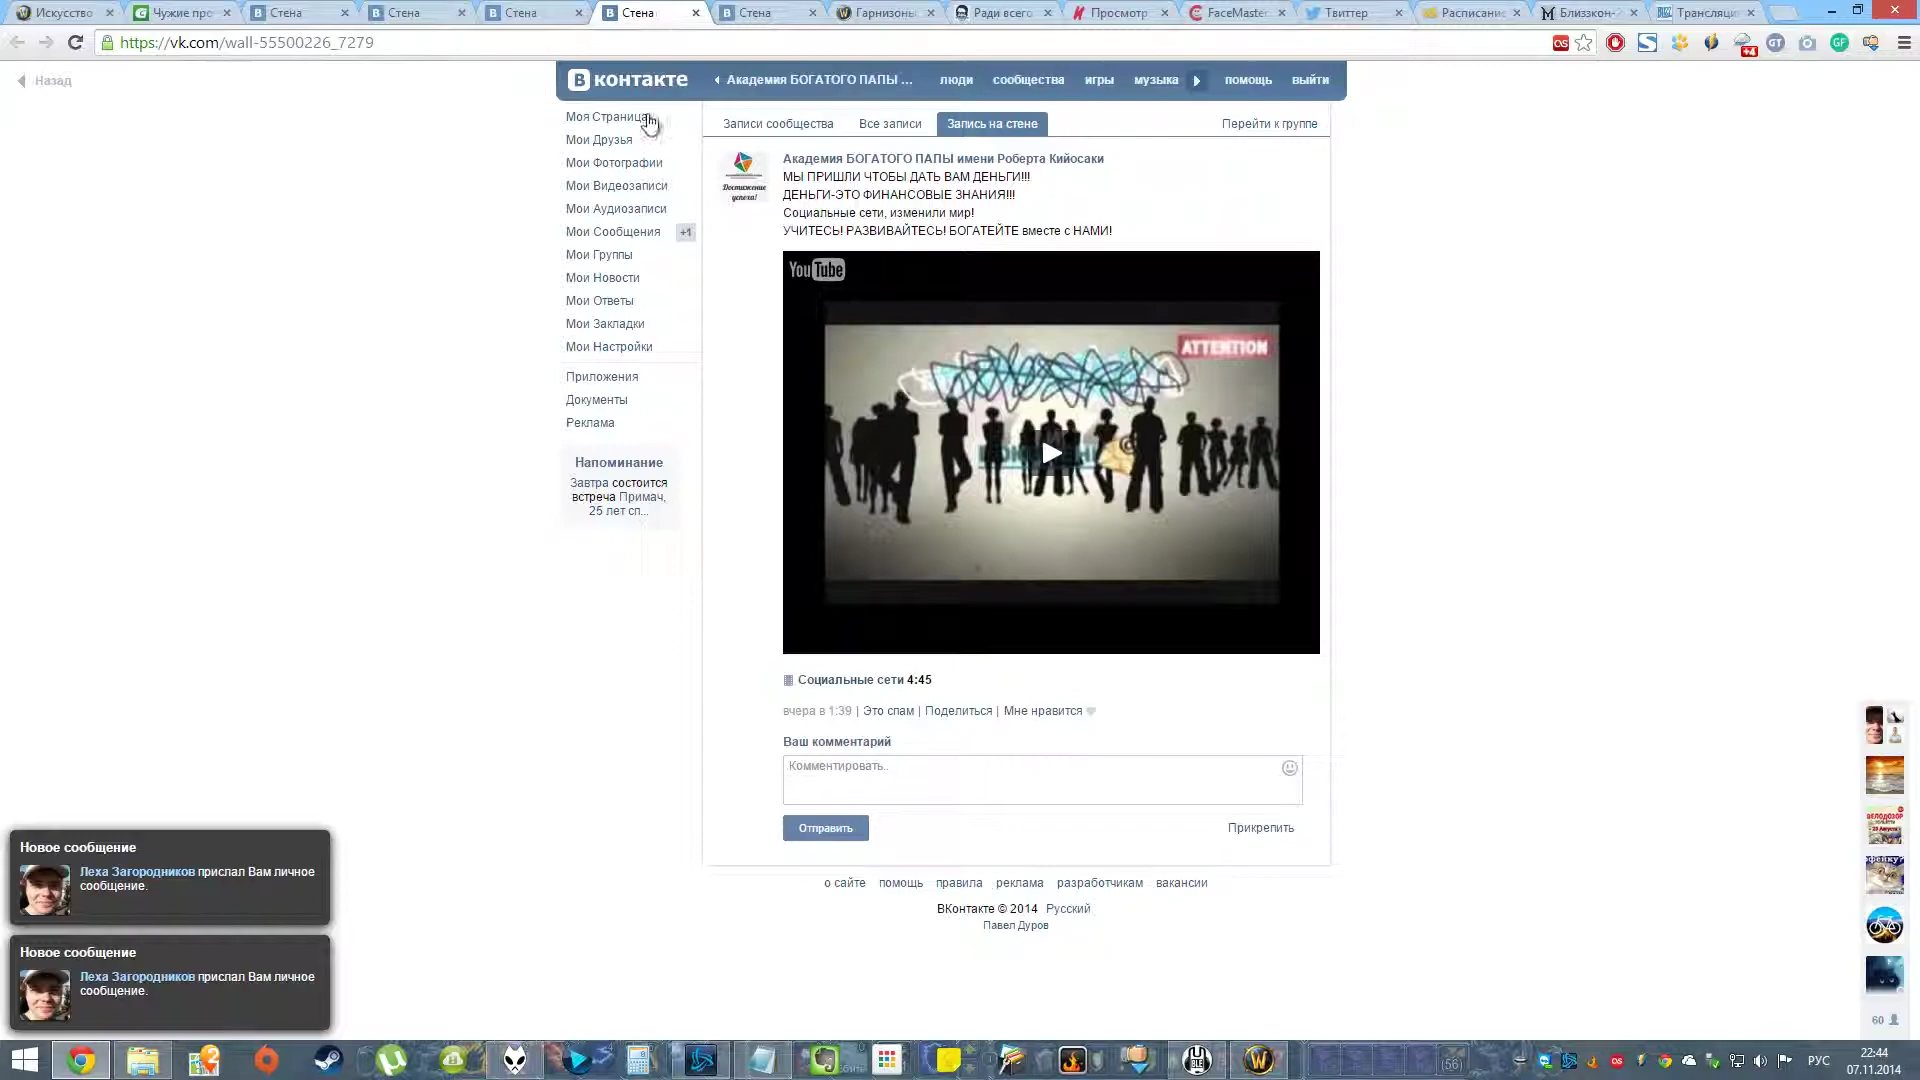 Искусство
Чужие про
Стена
Стена
Стена
Стена
Стена
Гарнизоны
Ради всего
Просмотр
FaceMaster
Твиттер
Расписание
Близзкон-2
Трансляци
https://vk.com/wall-55500226_7279
Назад
В контакте
Академия БОГАТОГО ПАПЫ ...
люди
сообщества
игры
музыка
помощь
выйти
Моя Страница
Мои Друзья
Мои Фотографии
Мои Видеозаписи
Мои Аудиозаписи
Мои Сообщения +1
Мои Группы
Мои Новости
Мои Ответы
Мои Закладки
Мои Настройки
Приложения
Документы
Реклама
Напоминание
Завтра состоится
встреча Примач,
25 лет сп...
Записи сообщества
Все записи
Запись на стене
Перейти к группе
Достижение
успеха!
Академия БОГАТОГО ПАПЫ имени Роберта Кийосаки
МЫ ПРИШЛИ ЧТОБЫ ДАТЬ ВАМ ДЕНЬГИ!!!
ДЕНЬГИ-ЭТО ФИНАНСОВЫЕ ЗНАНИЯ!!!
Социальные сети, изменили мир!
УЧИТЕСЬ! РАЗВИВАЙТЕСЬ! БОГАТЕЙТЕ вместе с НАМИ!
YouTube
ATTENTION
Социальные сети 4:45
вчера в 1:39 | Это спам | Поделиться | Мне нравится
Ваш комментарий
Комментировать..
Отправить
Прикрепить
о сайте помощь правила реклама разработчикам вакансии
ВКонтакте © 2014 Русский
Павел Дуров
Новое сообщение
Леха Загородников прислал Вам личное
сообщение.
Новое сообщение
Леха Загородников прислал Вам личное
сообщение.
60
(56)
РУС
22:44
07.11.2014